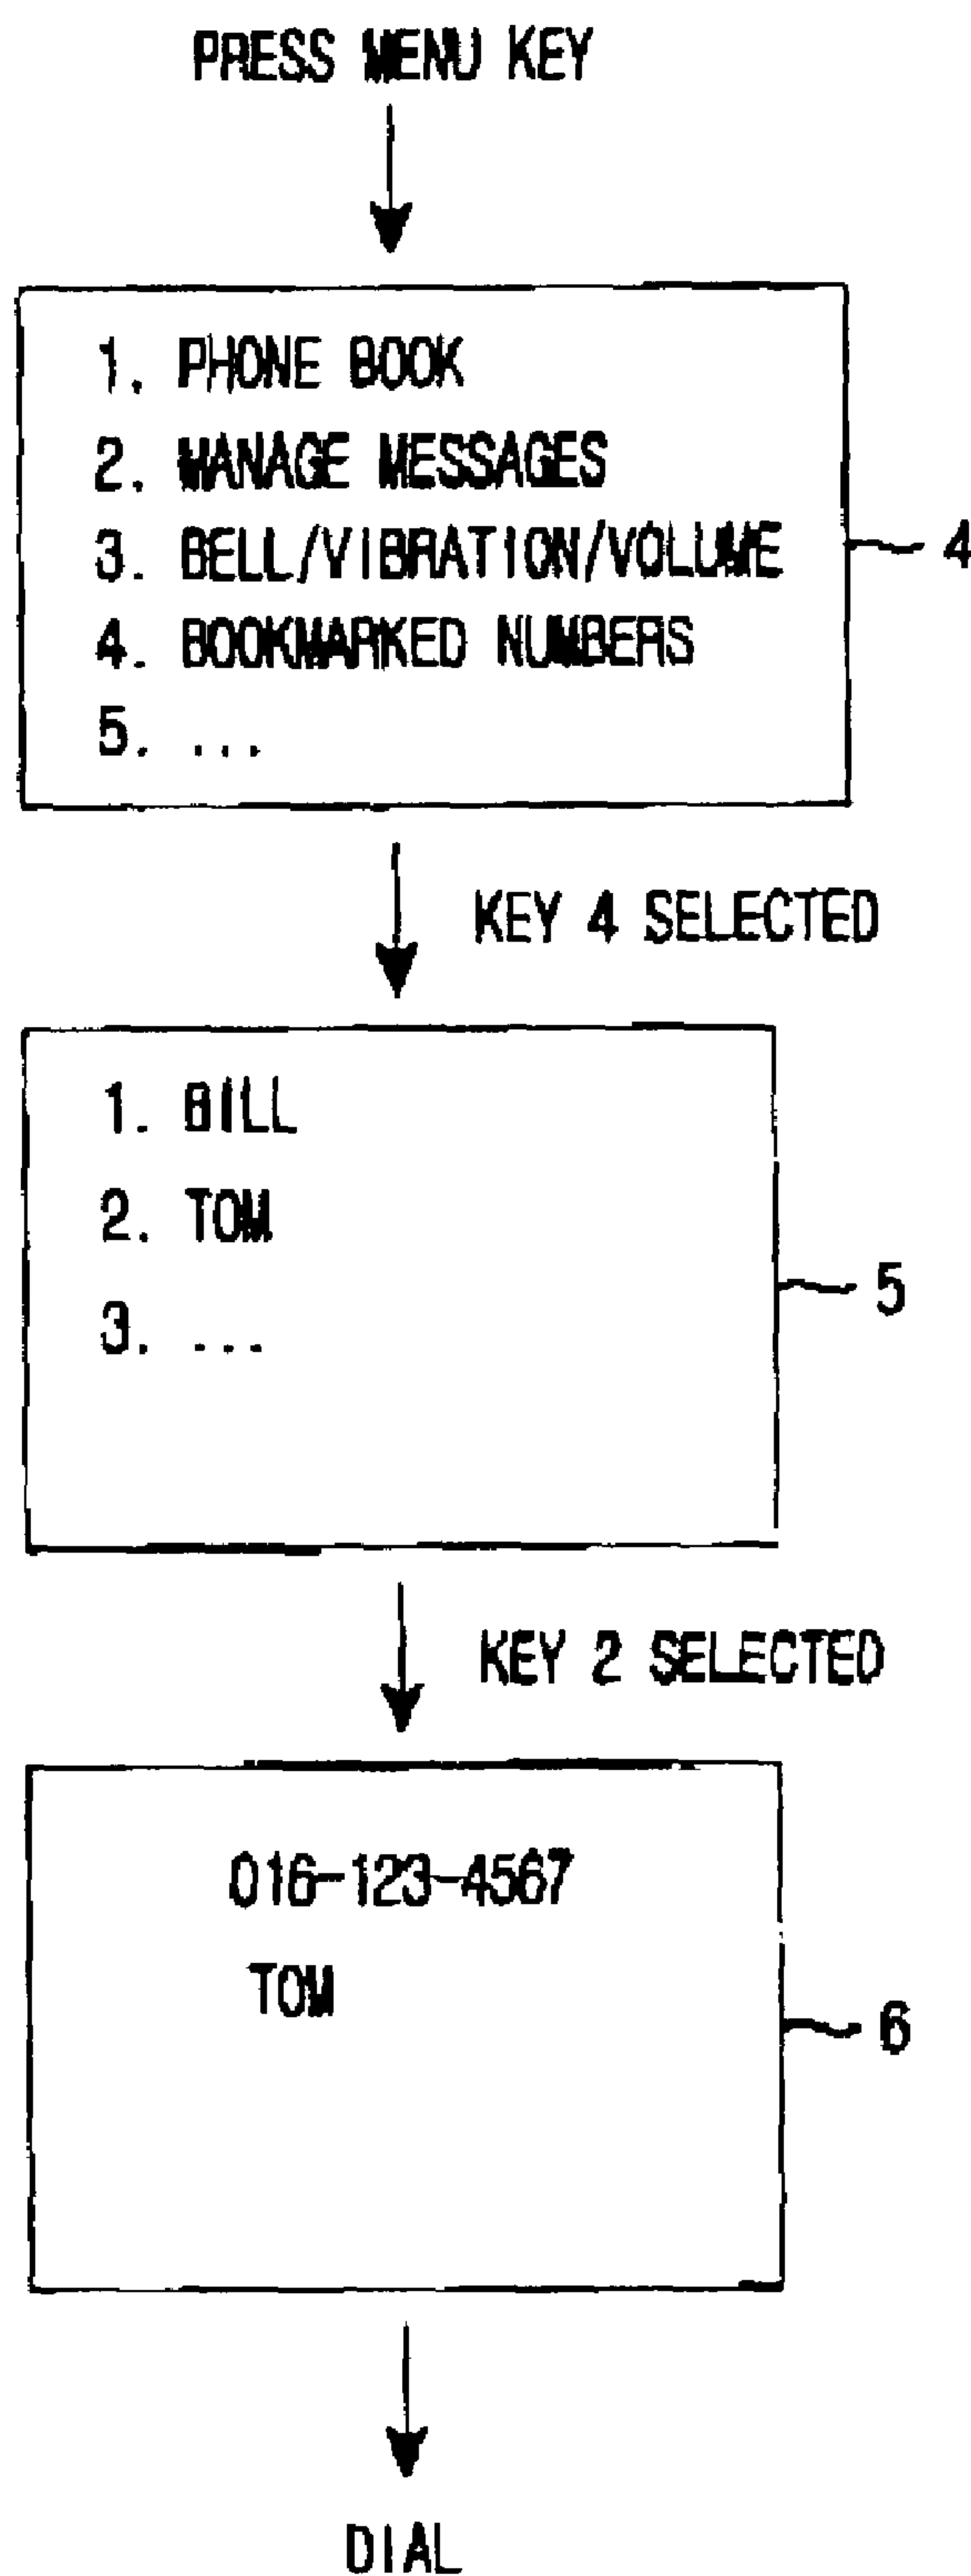 PRESS MENU KEY
1. PHONE BOOK
2. MANAGE MESSAGES
3. BELL/VIBRATION/VOLUME
4. BOOKMARKED NUMBERS
5. ...
4
KEY 4 SELECTED
1. BILL
2. TOM
3. ...
5
KEY 2 SELECTED
016-123-4567
TOM
6
DIAL